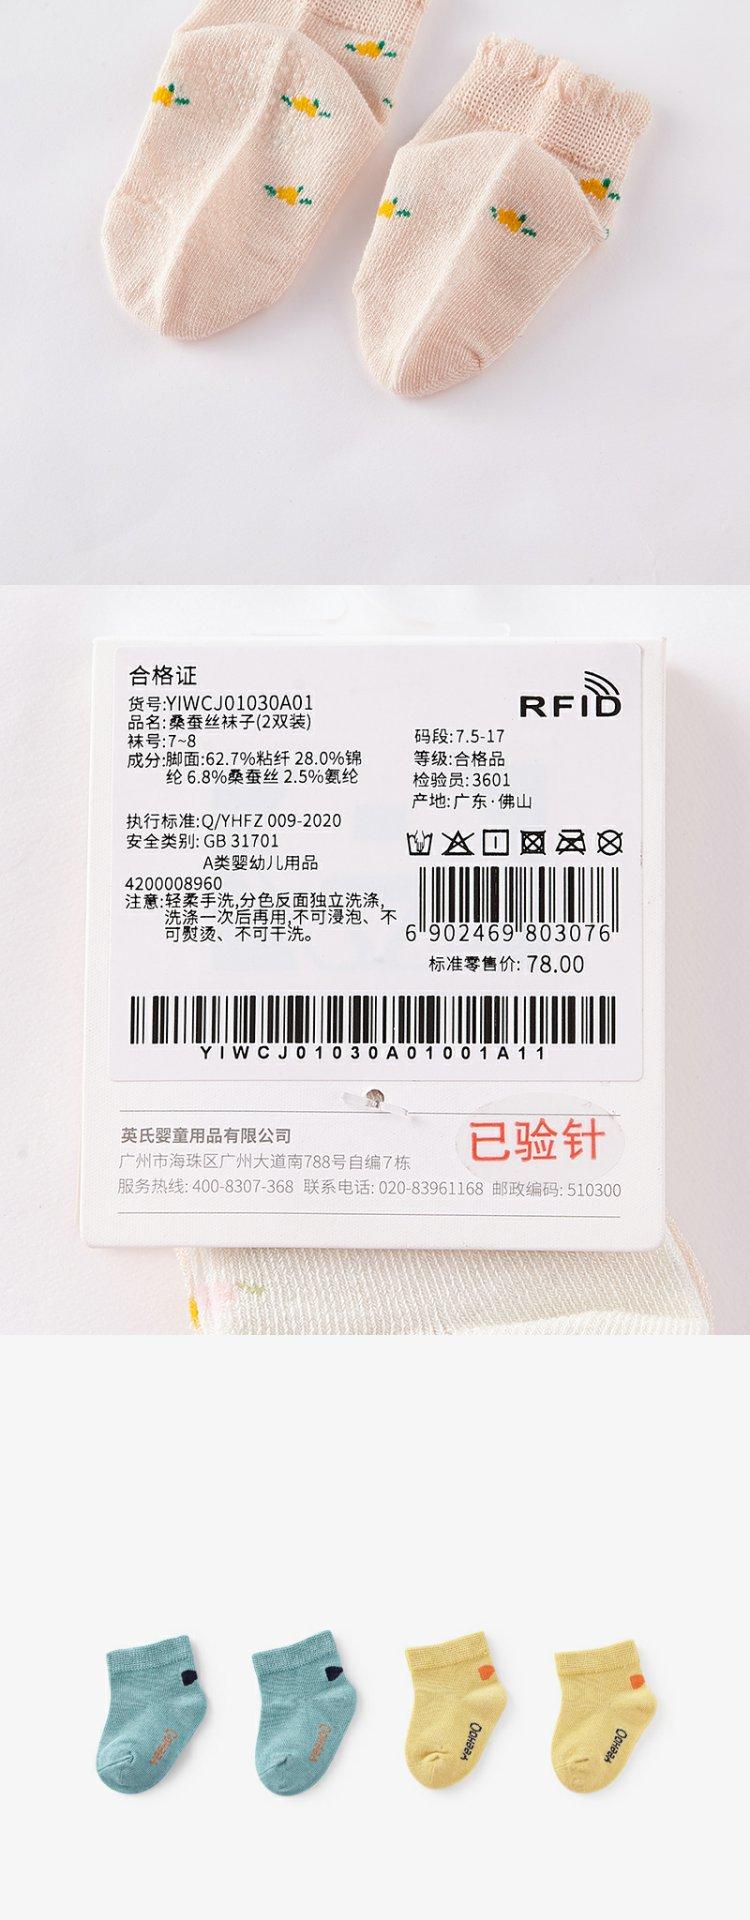 合格证
货号:YIWCJ01030A01
品名:桑蚕丝袜子(2双装)
袜号:7~8
成分:脚面:62.7%粘纤 28.0%锦
纶 6.8%桑蚕丝 2.5%氨纶
执行标准:Q/YHFZ 009-2020
安全类别: GB 31701
A类婴幼儿用品
4200008960
注意:轻柔手洗,分色反面独立洗涤,
洗涤一次后再用,不可浸泡、不
可熨烫、不可干洗。
RFID
码段:7.5-17
等级:合格品
检验员:3601
产地:广东·佛山
6 902469 803076
标准零售价: 78.00
YIWCJ01030A01001A11
英氏婴童用品有限公司
广州市海珠区广州大道南788号自编7栋
服务热线: 400-8307-368 联系电话: 020-83961168 邮政编码: 510300
已验针
YeeHoO
YeeHoO